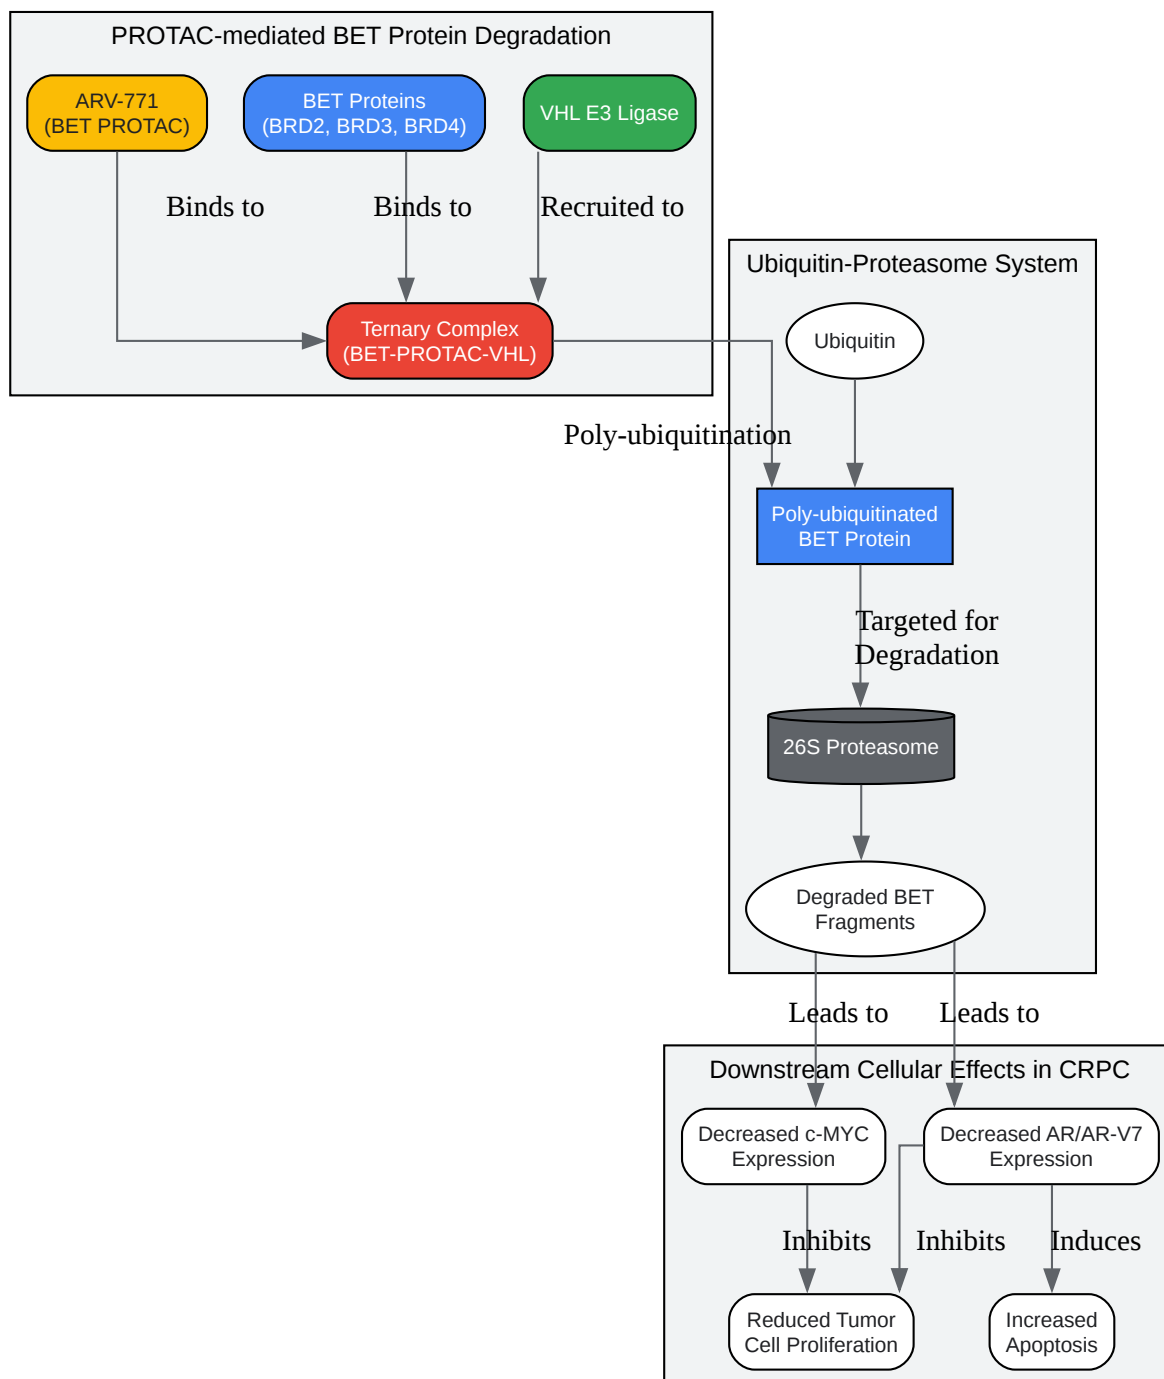 PROTAC-mediated BET Protein Degradation
ARV-771
(BET PROTAC)
BET Proteins
(BRD2, BRD3, BRD4)
VHL E3 Ligase
Binds to
Binds to
Recruited to
Ternary Complex
(BET-PROTAC-VHL)
Ubiquitin-Proteasome System
Ubiquitin
Poly-ubiquitination
Poly-ubiquitinated
BET Protein
Targeted for
Degradation
26S Proteasome
Degraded BET
Fragments
Leads to
Leads to
Downstream Cellular Effects in CRPC
Decreased c-MYC
Expression
Decreased AR/AR-V7
Expression
Inhibits
Inhibits
Induces
Reduced Tumor
Cell Proliferation
Increased
Apoptosis